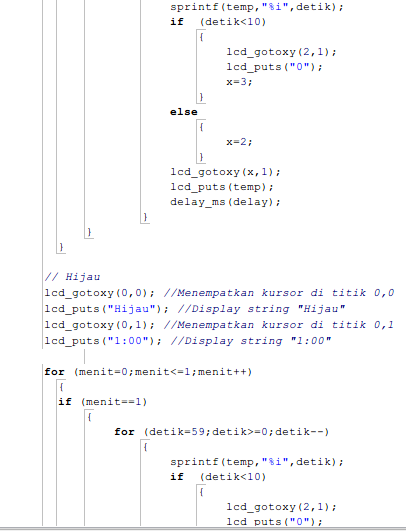 sprintf(temp,"%i",detik);
if (detik<10)
{
lcd_gotoxy(2,1);
lcd_puts("0");
x=3;
}
else
{
x=2;
}
lcd_gotoxy(x,1);
lcd_puts(temp);
delay_ms(delay);
}
}
}
// Hijau
lcd_gotoxy(0,0); //Menempatkan kursor di titik 0,0
lcd_puts("Hijau"); //Display string "Hijau"
lcd_gotoxy(0,1); //Menempatkan kursor di titik 0,1
lcd_puts("1:00"); //Display string "1:00"
for (menit=0;menit<=1;menit++)
{
if (menit==1)
{
for (detik=59;detik>=0;detik--)
{
sprintf(temp,"%i",detik);
if (detik<10)
{
lcd_gotoxy(2,1);
lcd_puts("0");